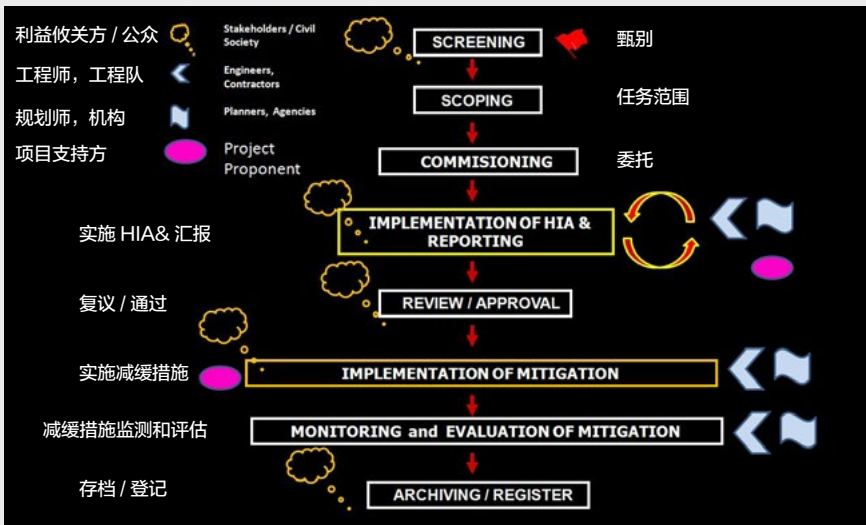 利益攸关方 / 公众
Stakeholders / Civil
Society
工程师，工程队
Engineers,
Contractors
规划师，机构
Planners, Agencies
项目支持方
Project
Proponent
SCREENING
甄别
SCOPING
任务范围
COMMISIONING
委托
实施 HIA& 汇报
IMPLEMENTATION OF HIA &
REPORTING
复议 / 通过
REVIEW / APPROVAL
实施减缓措施
IMPLEMENTATION OF MITIGATION
减缓措施监测和评估
MONITORING and EVALUATION OF MITIGATION
存档 / 登记
ARCHIVING / REGISTER